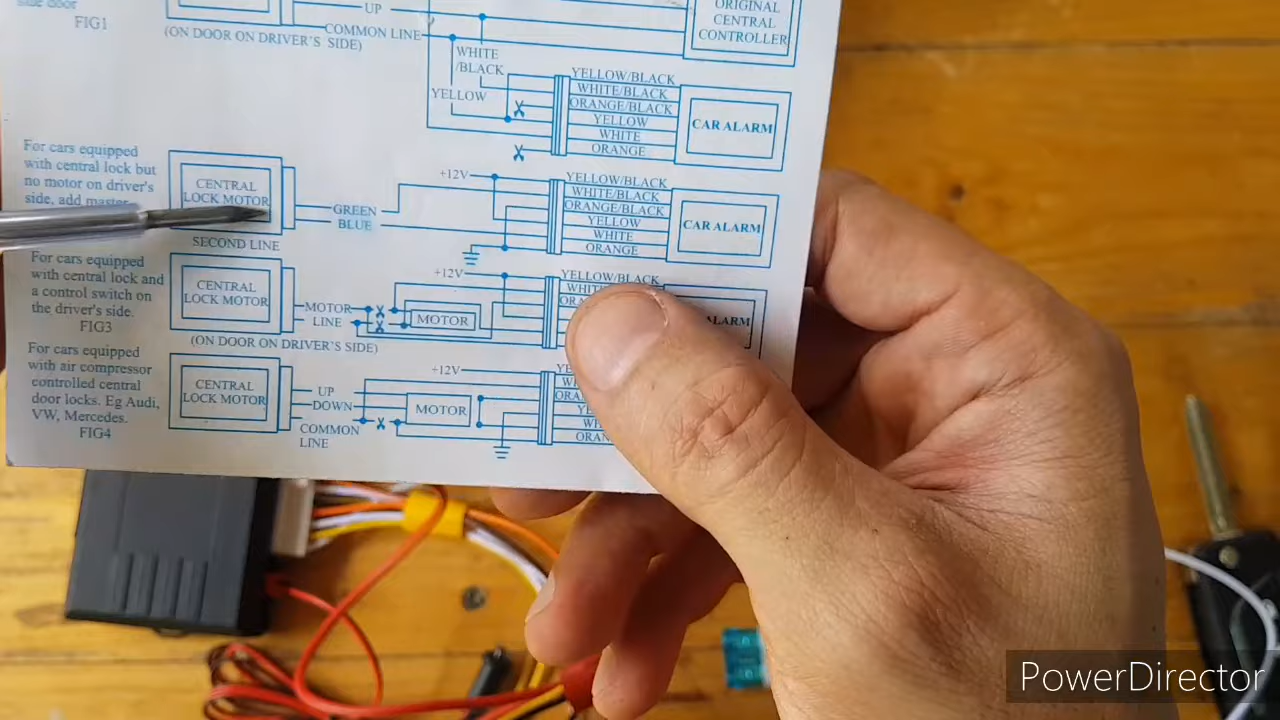 side door
FIG1
UP
COMMON LINE
(ON DOOR ON DRIVER'S SIDE)
ORIGINAL
CENTRAL
CONTROLLER
WHITE
/BLACK
YELLOW
YELLOW/BLACK
WHITE/BLACK
ORANGE/BLACK
YELLOW
WHITE
ORANGE
CAR ALARM
For cars equipped
with central lock but
no motor on driver's
side, add master
CENTRAL
LOCK MOTOR
SECOND LINE
GREEN
BLUE
+12V
YELLOW/BLACK
WHITE/BLACK
ORANGE/BLACK
YELLOW
WHITE
ORANGE
CAR ALARM
For cars equipped
with central lock and
a control switch on
the driver's side.
FIG3
CENTRAL
LOCK MOTOR
MOTOR
LINE
(ON DOOR ON DRIVER'S SIDE)
+12V
MOTOR
YELLOW/BLACK
ALARM
For cars equipped
with air compressor
controlled central
door locks. Eg Audi,
VW, Mercedes.
FIG4
CENTRAL
LOCK MOTOR
UP
DOWN
COMMON
LINE
+12V
MOTOR
PowerDirector